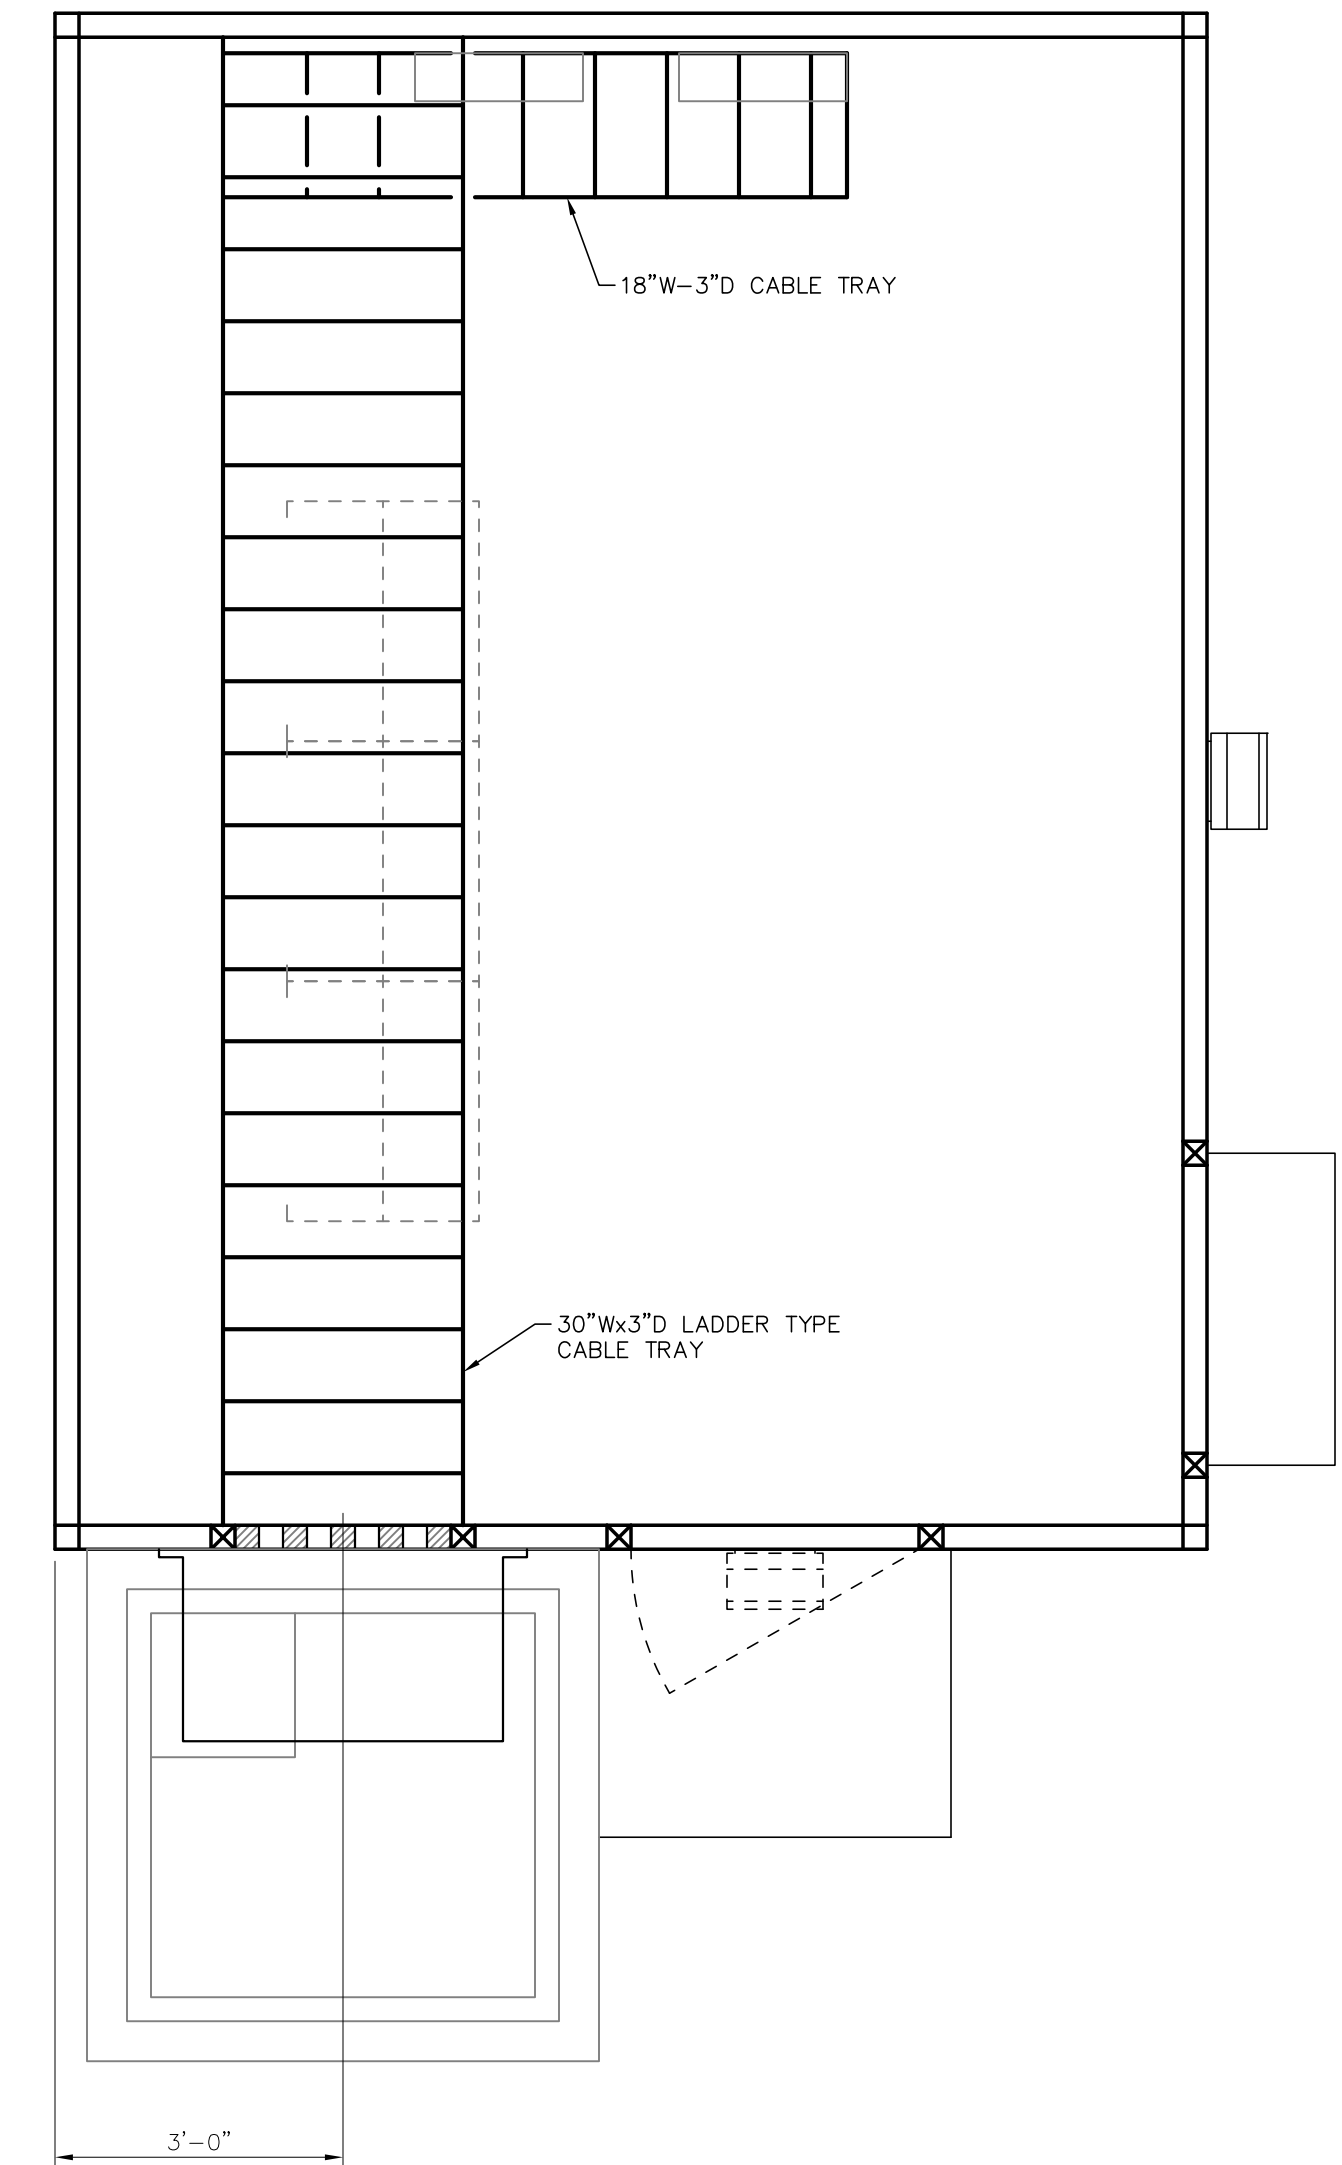 18”W–3”D CABLE TRAY
30”Wx3”D LADDER TYPE
CABLE TRAY
3’–0”